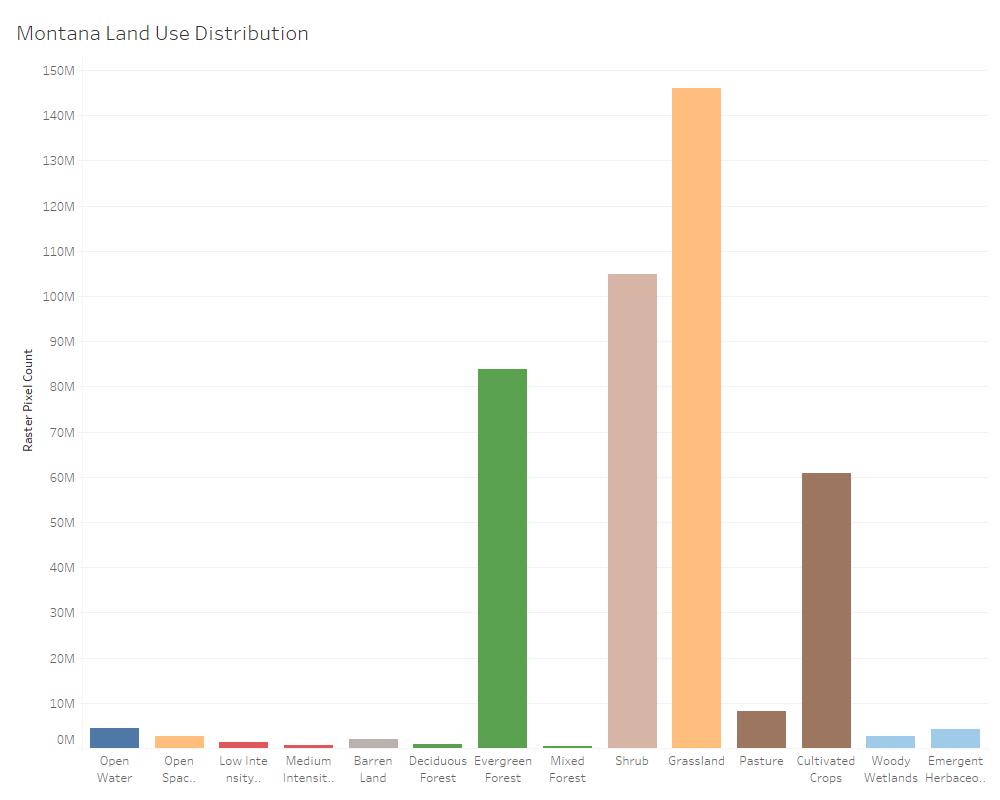 Montana Land Use Distribution
150M
140M
130M
120M
110M
100M
90M
80M
70M
60M
50M
40M
30M
20M
10M
0M
Raster Pixel Count
Open
Water
Open
Spac..
Low Inte
nsity..
Medium
Intensit..
Barren
Land
Deciduous
Forest
Evergreen
Forest
Mixed
Forest
Shrub
Grassland
Pasture
Cultivated
Crops
Woody
Wetlands
Emergent
Herbaceo..